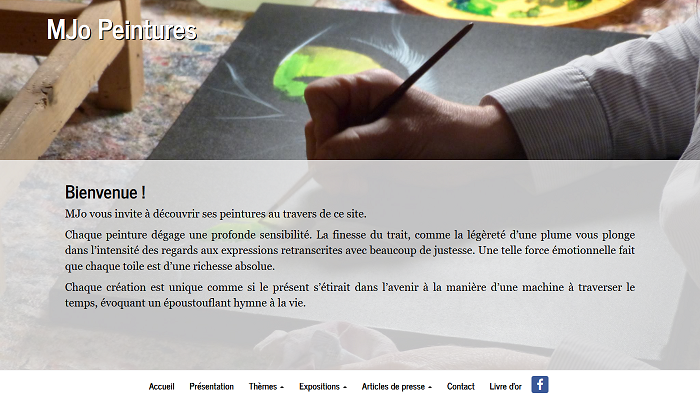 MJo Peintures
Bienvenue !
MJo vous invite à découvrir ses peintures au travers de ce site.
Chaque peinture dégage une profonde sensibilité. La finesse du trait, comme la légèreté d'une plume vous plonge
dans l'intensité des regards aux expressions retranscrites avec beaucoup de justesse. Une telle force émotionnelle fait
que chaque toile est d'une richesse absolue.
Chaque création est unique comme si le présent s'étirait dans l'avenir à la manière d'une machine à traverser le
temps, évoquant un époustouflant hymne à la vie.
Accueil Présentation Thèmes Expositions Articles de presse Contact Livre d'or f